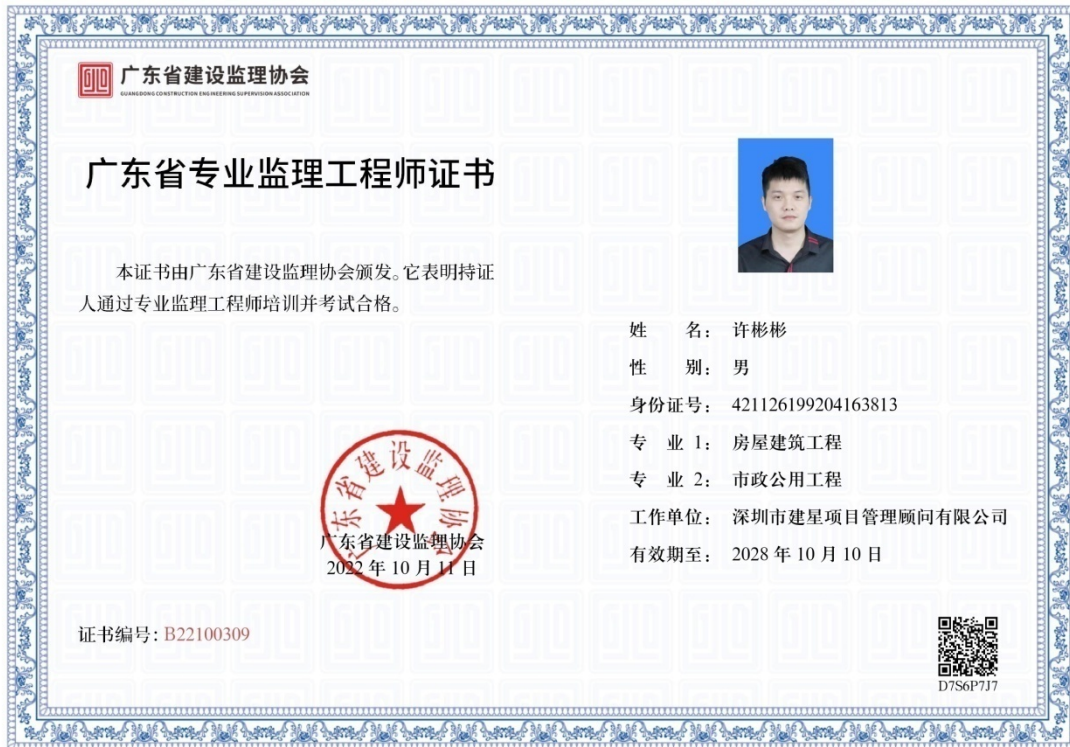 广东省建设监理协会
GUANGDONG CONSTRUCTION ENGINEERING SUPERVISION ASSOCIATION
广东省专业监理工程师证书
本证书由广东省建设监理协会颁发。它表明持证
人通过专业监理工程师培训并考试合格。
姓 名： 许彬彬
性 别： 男
身份证号： 421126199204163813
专 业 1： 房屋建筑工程
专 业 2： 市政公用工程
工作单位： 深圳市建星项目管理顾问有限公司
有效期至： 2028 年 10 月 10 日
广东省建设监理协会
广东省建设监理协会
2022 年 10 月 11 日
证书编号：B22100309
D7S6P7J7